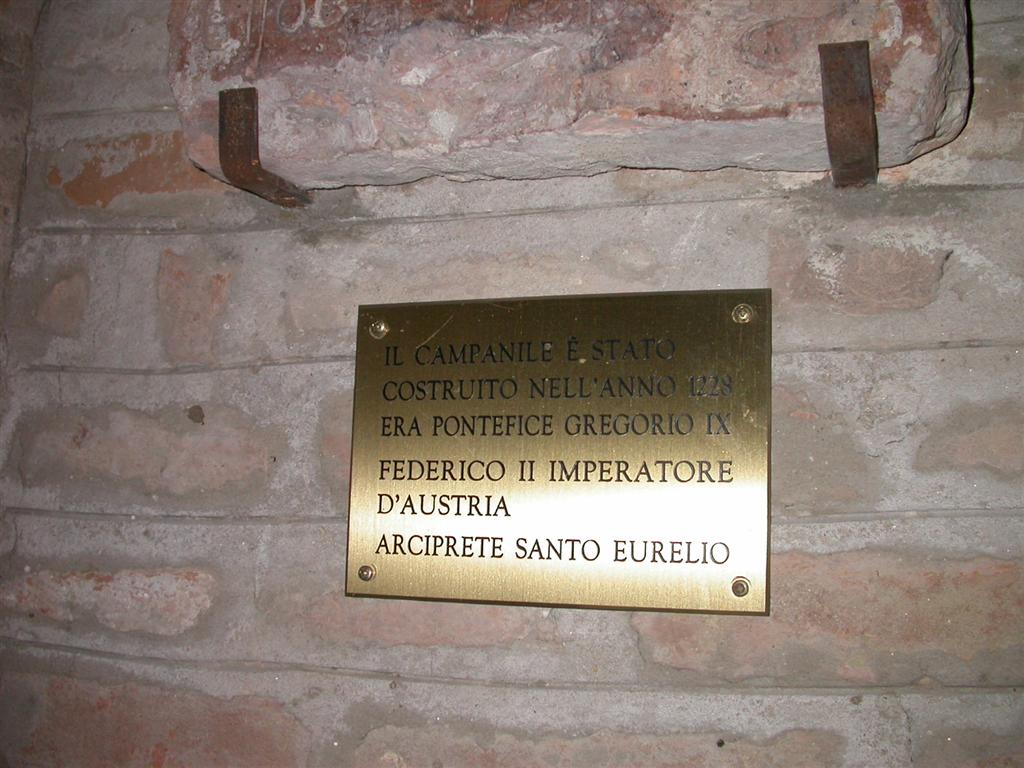 IL CAMPANILE È STATO
COSTRUITO NELL'ANNO 1228
ERA PONTEFICE GREGORIO IX
FEDERICO II IMPERATORE
D'AUSTRIA
ARCIPRETE SANTO EURELIO